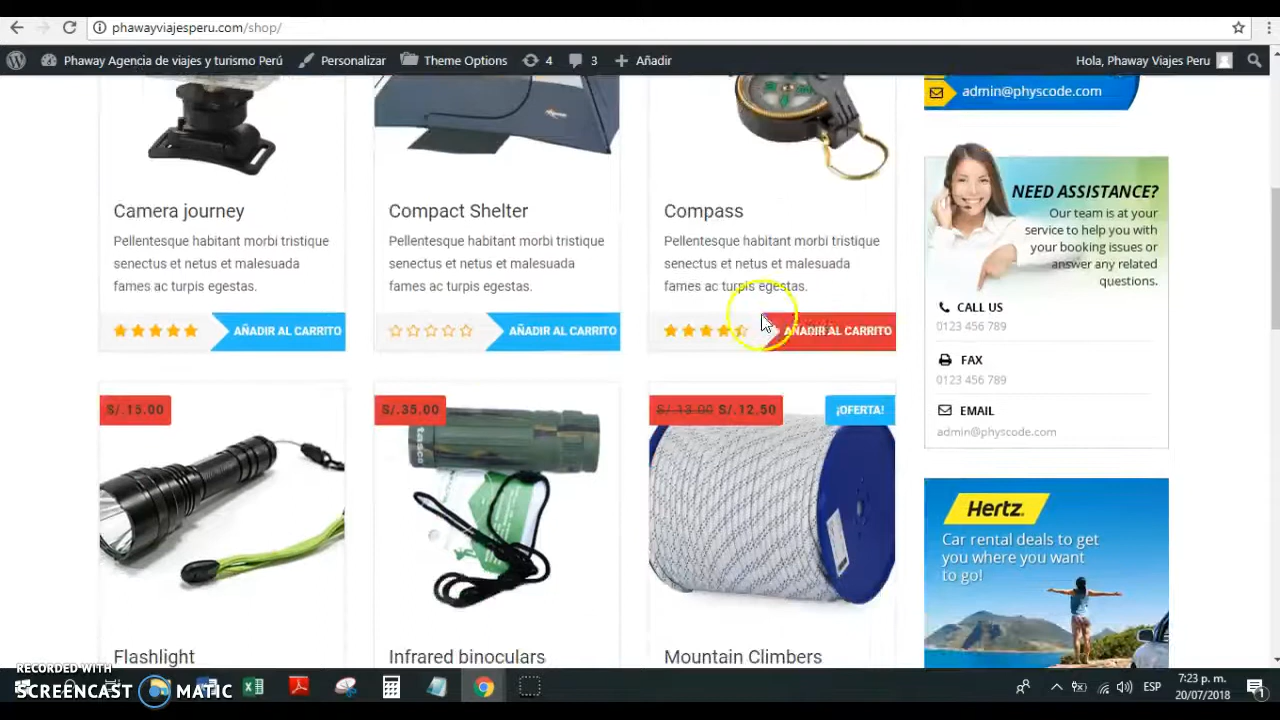 phawayviajesperu.com/shop/
Phaway Agencia de viajes y turismo Perú
Personalizar
Theme Options
4
3
Añadir
Hola, Phaway Viajes Peru
admin@physcode.com
Camera journey
Pellentesque habitant morbi tristique
senectus et netus et malesuada
fames ac turpis egestas.
AÑADIR AL CARRITO
Compact Shelter
Pellentesque habitant morbi tristique
senectus et netus et malesuada
fames ac turpis egestas.
AÑADIR AL CARRITO
Compass
Pellentesque habitant morbi tristique
senectus et netus et malesuada
fames ac turpis egestas.
AÑADIR AL CARRITO
NEED ASSISTANCE?
Our team is at your
service to help you with
your booking issues or
answer any related
questions.
CALL US
0123 456 789
FAX
0123 456 789
EMAIL
admin@physcode.com
S/.15.00
Flashlight
S/.35.00
Infrared binoculars
S/.13.00 S/.12.50
¡OFERTA!
Mountain Climbers
Hertz.
Car rental deals to get
you where you want
to go!
RECORDED WITH
SCREENCAST MATIC
ESP
7:23 p. m.
20/07/2018
1